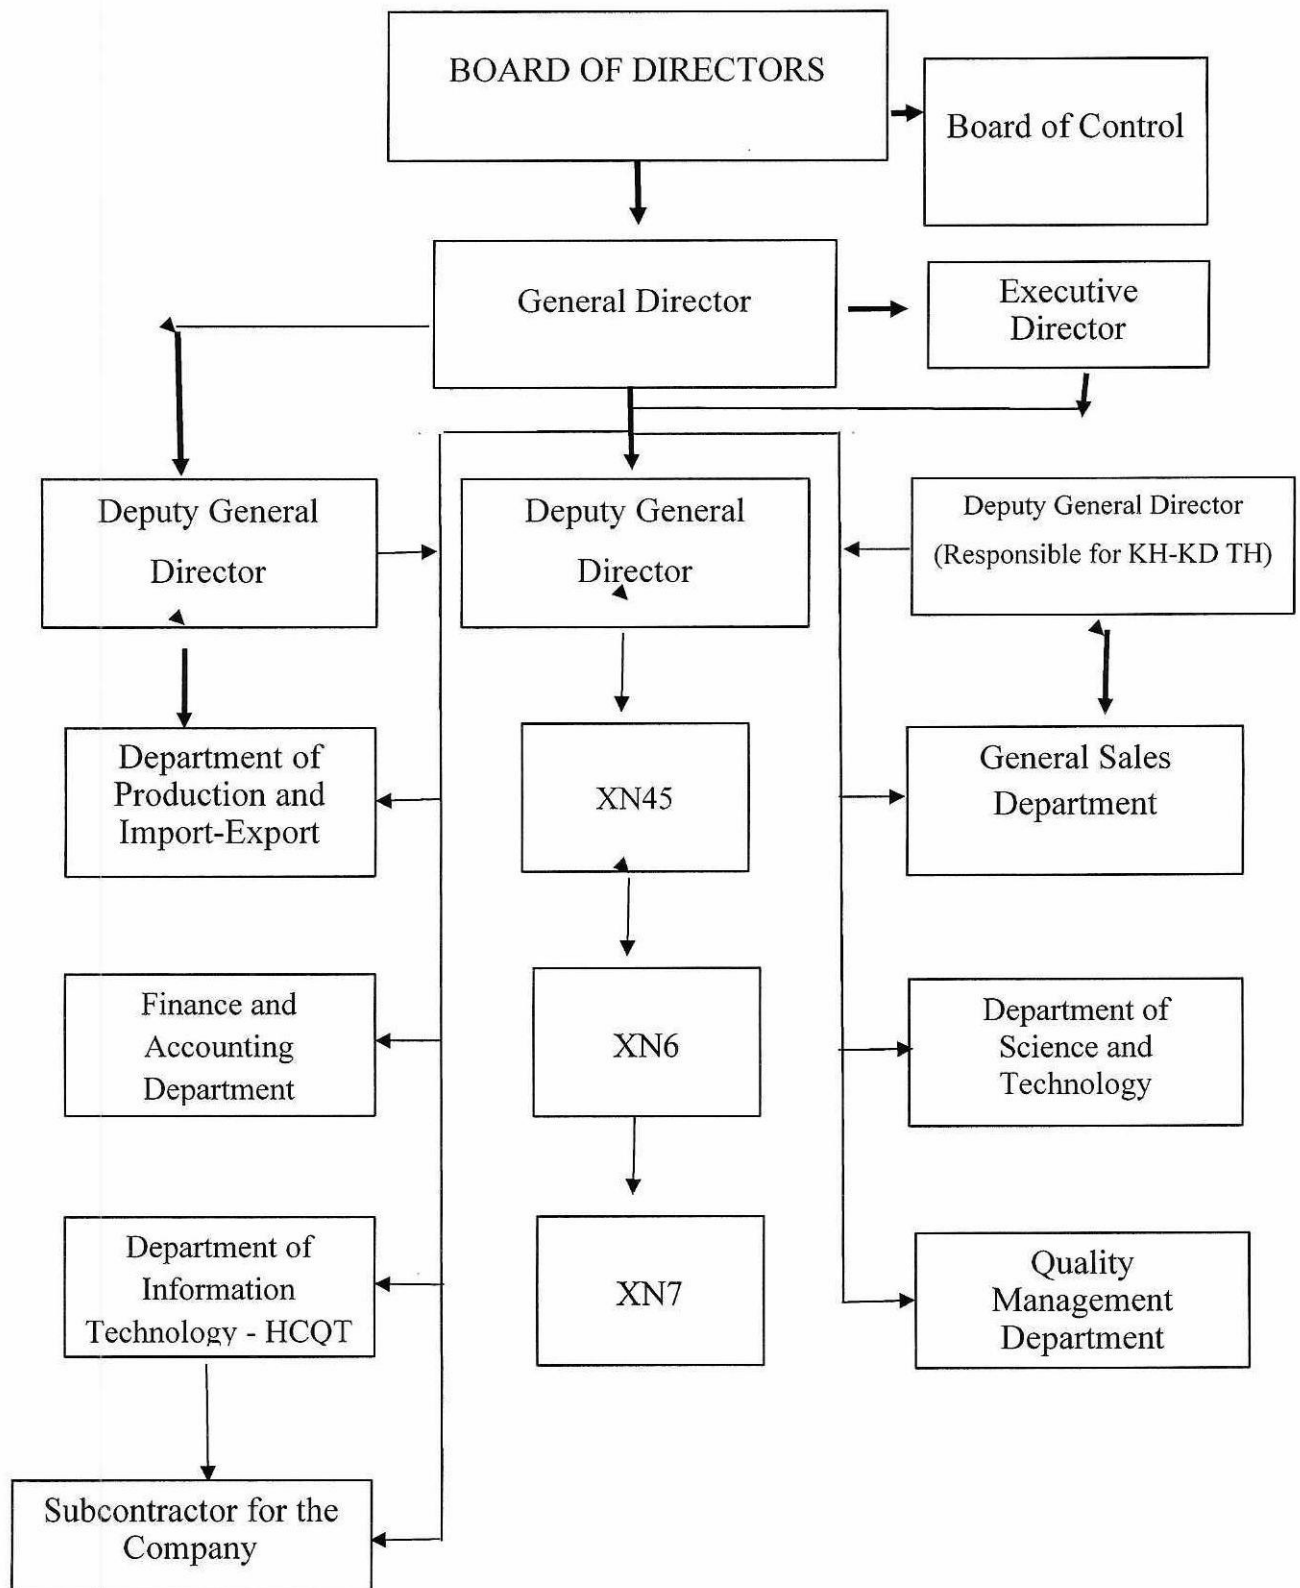 BOARD OF DIRECTORS
Board of Control
General Director
Executive
Director
Deputy General
Director
Deputy General
Director
Deputy General Director
(Responsible for KH-KD TH)
Department of
Production and
Import-Export
XN45
General Sales
Department
Finance and
Accounting
Department
XN6
Department of
Science and
Technology
Department of
Information
Technology - HCQT
XN7
Quality
Management
Department
Subcontractor for the
Company